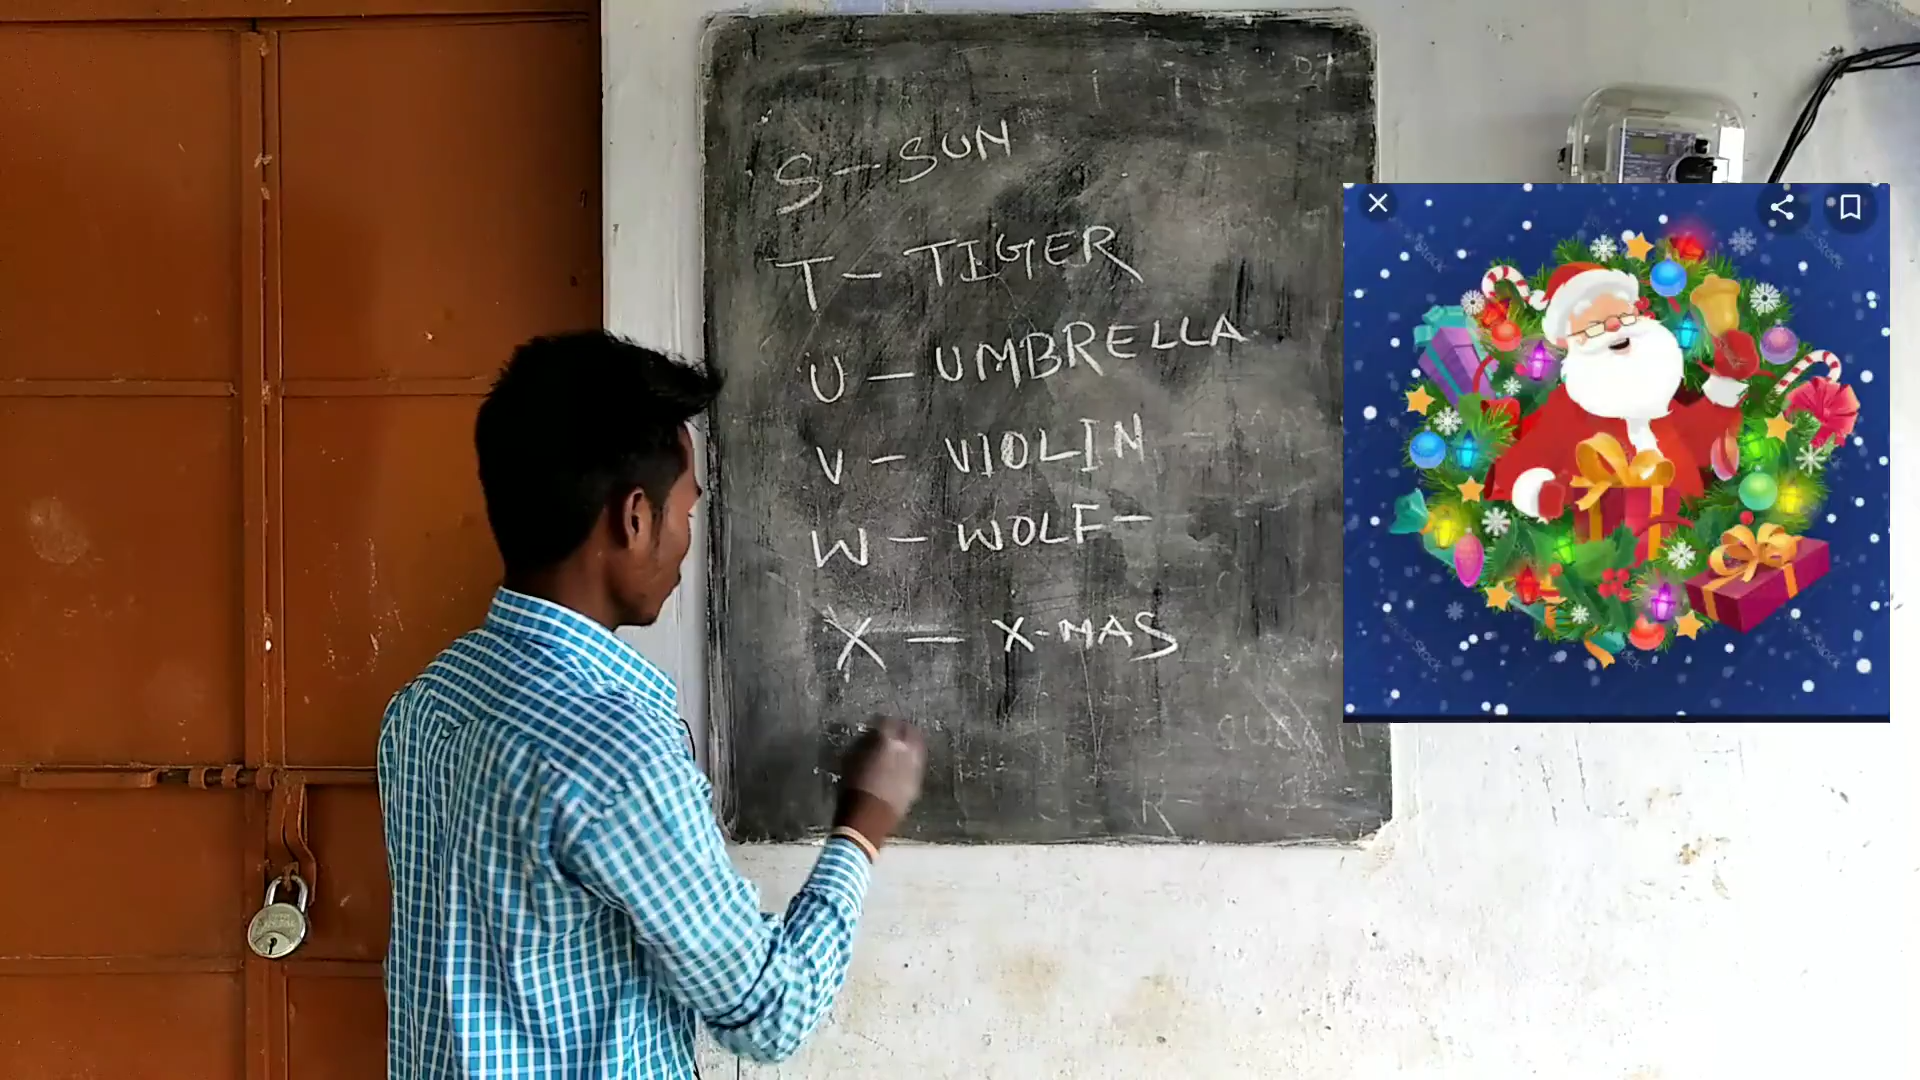 S - SUN
T - TIGER
U - UMBRELLA
V - VIOLIN -
W - WOLF -
X - X-MAS
R